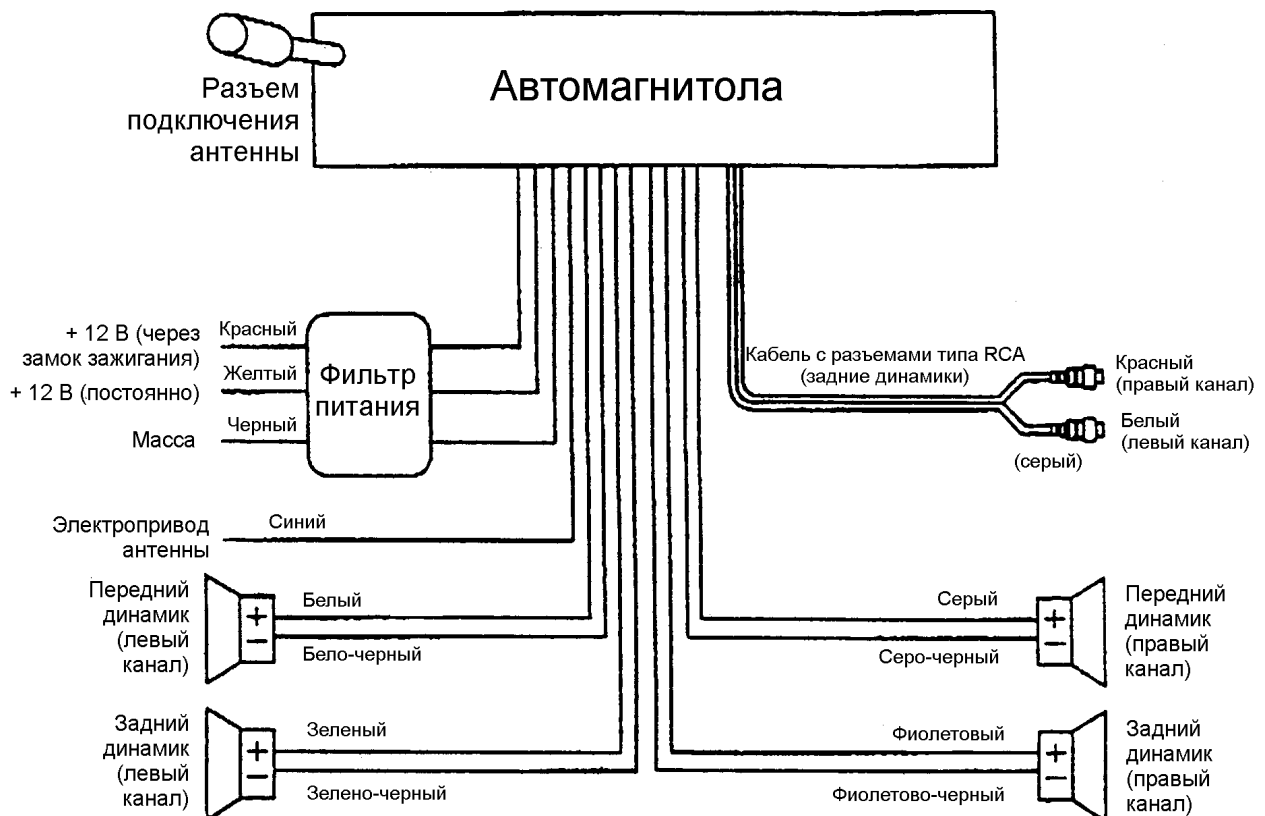 Автомагнитола
Разъем
подключения
антенны
+ 12 В (через
замок зажигания)
Красный
+ 12 В (постоянно)
Желтый
Масса
Черный
Фильтр
питания
Кабель с разъемами типа RCA
(задние динамики)
Красный
(правый канал)
Белый
(левый канал)
(серый)
Электропривод
антенны
Синий
Передний
динамик
(левый
канал)
+
−
Белый
Бело-черный
Серый
Серо-черный
+
−
Передний
динамик
(правый
канал)
Задний
динамик
(левый
канал)
+
−
Зеленый
Зелено-черный
Фиолетовый
Фиолетово-черный
+
−
Задний
динамик
(правый
канал)